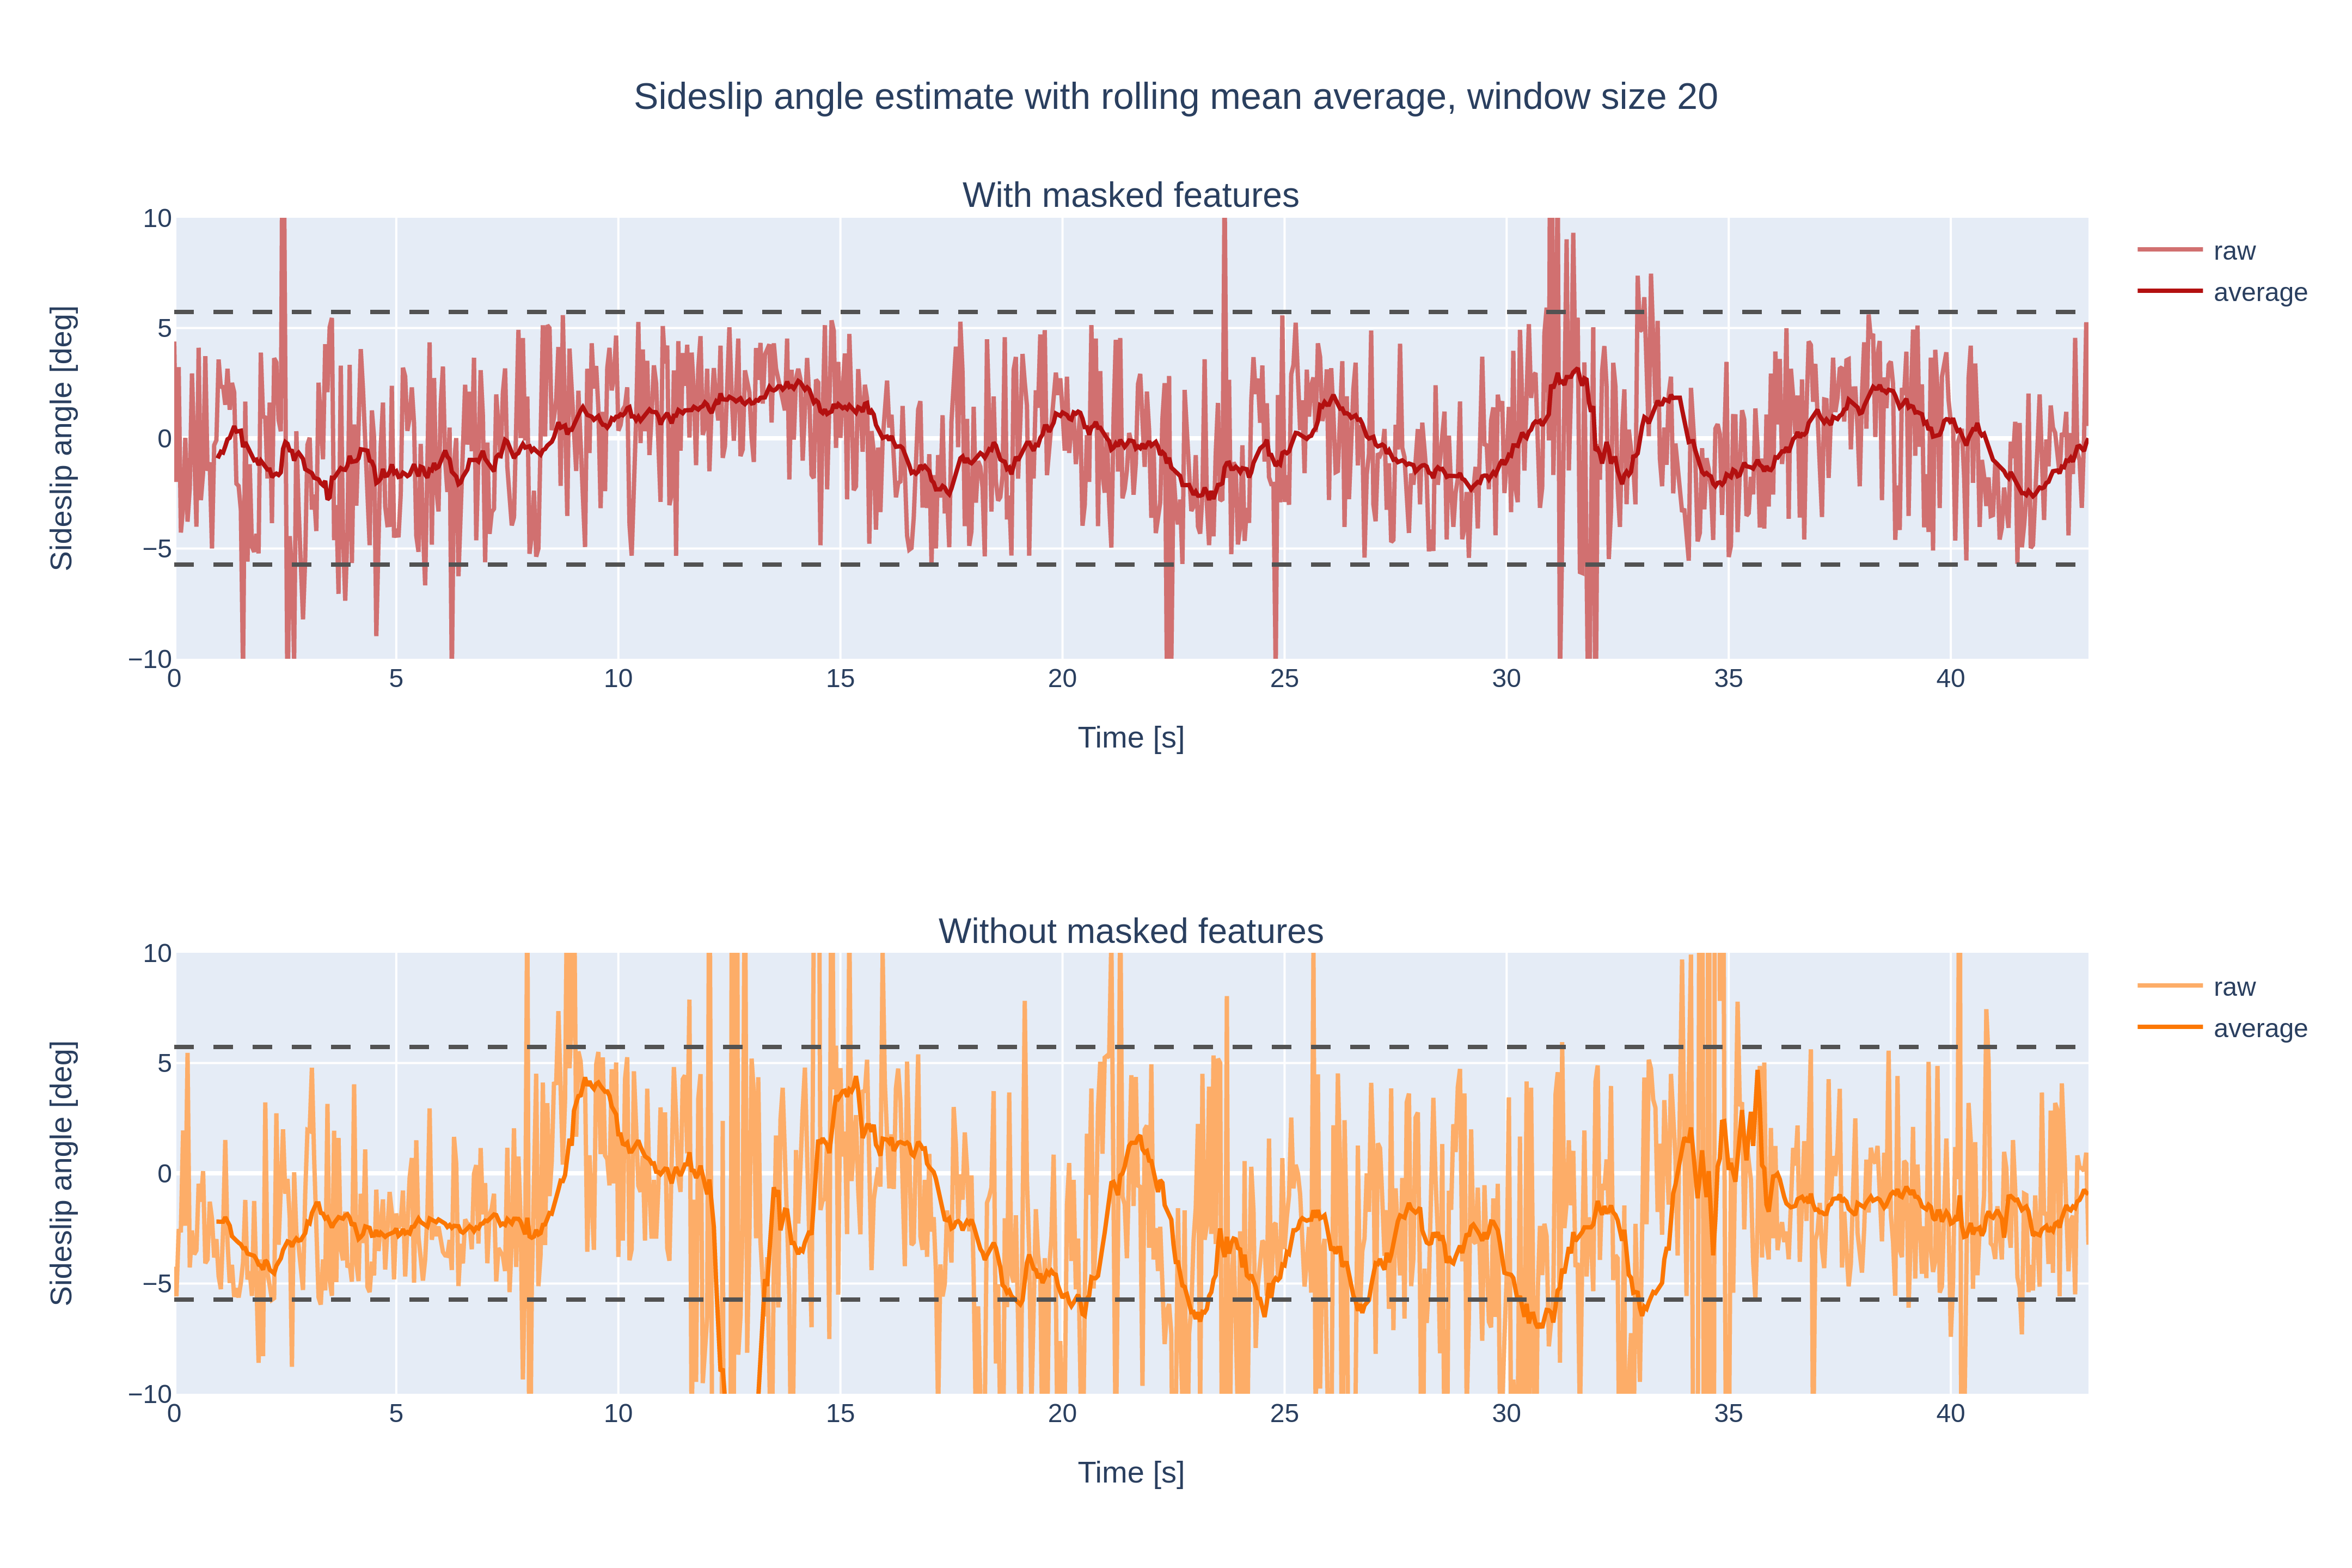 Sideslip angle estimate with rolling mean average, window size 20
With masked features
Sideslip angle [deg]
10
5
0
−5
−10
0 5 10 15 20 25 30 35 40
Time [s]
raw
average
Without masked features
Sideslip angle [deg]
10
5
0
−5
−10
0 5 10 15 20 25 30 35 40
Time [s]
raw
average